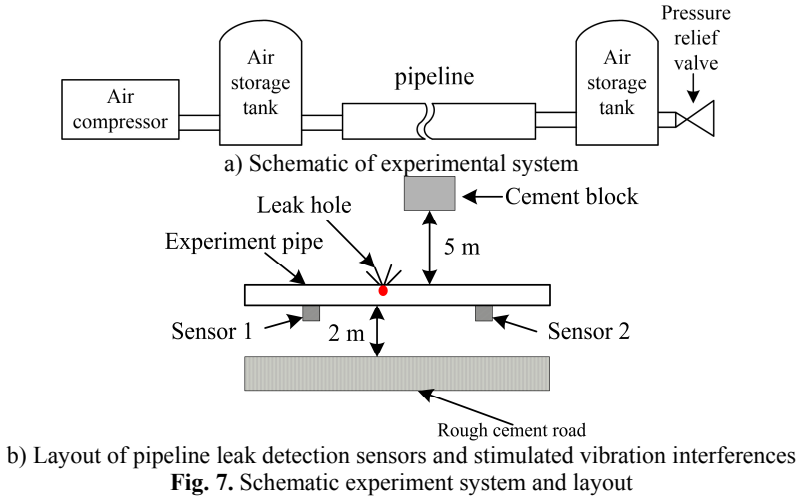 Air
compressor
Air
storage
tank
pipeline
Air
storage
tank
Pressure
relief
valve
a) Schematic of experimental system
Cement block
Leak hole
5 m
Experiment pipe
Sensor 1
2 m
Sensor 2
Rough cement road
b) Layout of pipeline leak detection sensors and stimulated vibration interferences
Fig. 7. Schematic experiment system and layout